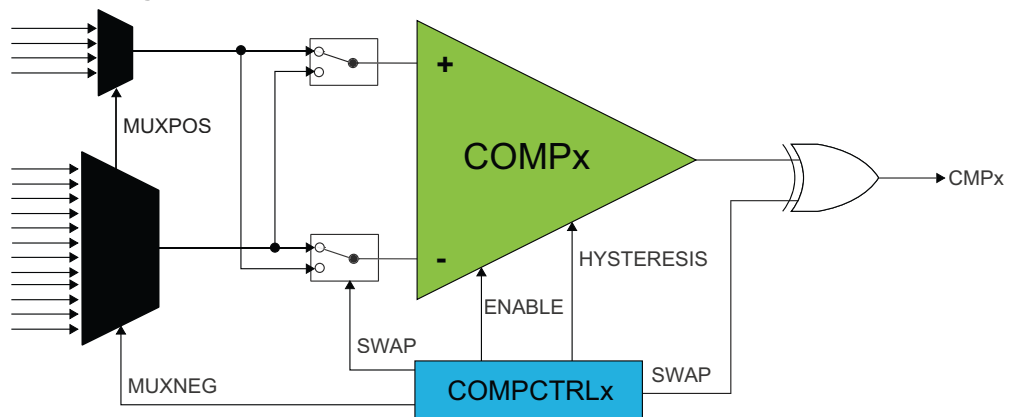 +
MUXPOS
COMPx
CMPx
-
HYSTERESIS
ENABLE
SWAP
MUXNEG
COMPCTRLx
SWAP